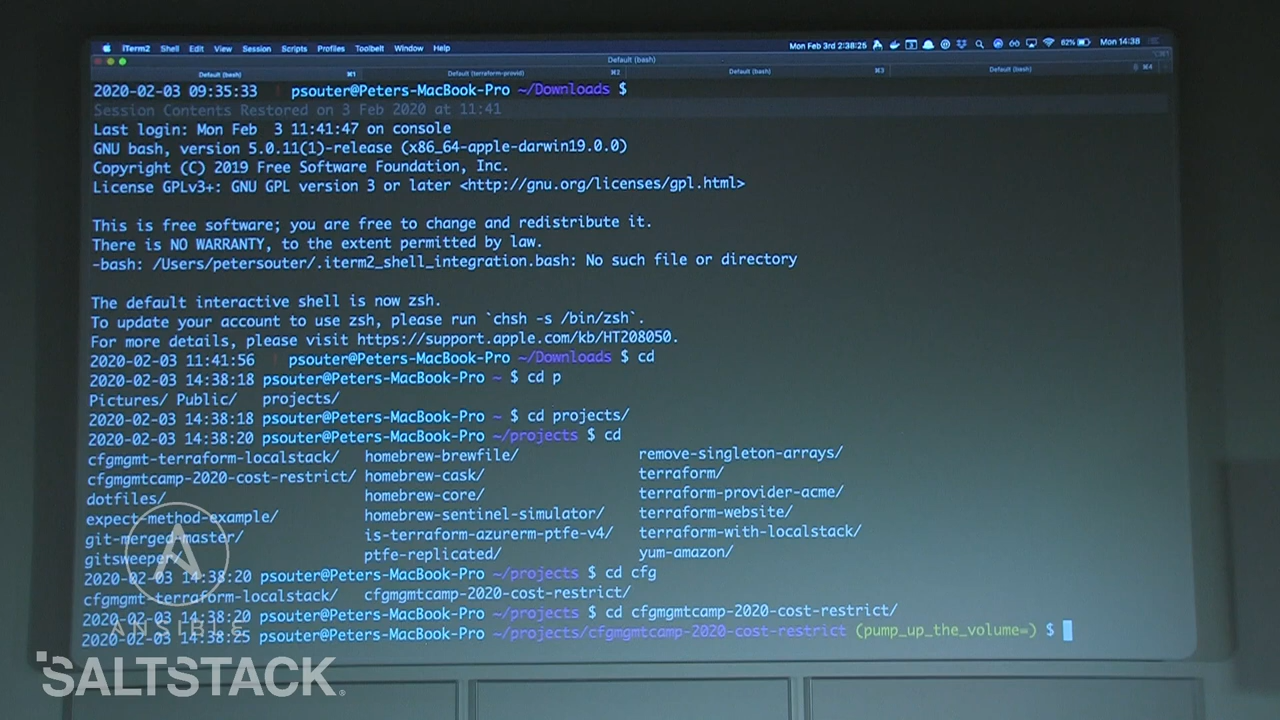 iTerm2 Shell Edit View Session Scripts Profiles Toolbelt Window Help Mon Feb 3rd 2:38:25 62% Mon 14:38
Default (bash)
Default (bash) ⌘1 Default (terraform-provid) ⌘2 Default (bash) ⌘3 Default (bash) ⌘4
2020-02-03 09:35:33 psouter@Peters-MacBook-Pro ~/Downloads $
Session Contents Restored on 3 Feb 2020 at 11:41
Last login: Mon Feb  3 11:41:47 on console
GNU bash, version 5.0.11(1)-release (x86_64-apple-darwin19.0.0)
Copyright (C) 2019 Free Software Foundation, Inc.
License GPLv3+: GNU GPL version 3 or later <http://gnu.org/licenses/gpl.html>
This is free software; you are free to change and redistribute it.
There is NO WARRANTY, to the extent permitted by law.
-bash: /Users/petersouter/.iterm2_shell_integration.bash: No such file or directory
The default interactive shell is now zsh.
To update your account to use zsh, please run `chsh -s /bin/zsh`.
For more details, please visit https://support.apple.com/kb/HT208050.
2020-02-03 11:41:56 psouter@Peters-MacBook-Pro ~/Downloads $ cd
2020-02-03 14:38:18 psouter@Peters-MacBook-Pro ~ $ cd p
Pictures/ Public/ projects/
2020-02-03 14:38:18 psouter@Peters-MacBook-Pro ~ $ cd projects/
2020-02-03 14:38:20 psouter@Peters-MacBook-Pro ~/projects $ cd
cfgmgmt-terraform-localstack/ homebrew-brewfile/ remove-singleton-arrays/
cfgmgmtcamp-2020-cost-restrict/ homebrew-cask/ terraform/
dotfiles/ homebrew-core/ terraform-provider-acme/
expect-method-example/ homebrew-sentinel-simulator/ terraform-website/
git-merged-master/ is-terraform-azurerm-ptfe-v4/ terraform-with-localstack/
gitsweeper/ ptfe-replicated/ yum-amazon/
2020-02-03 14:38:20 psouter@Peters-MacBook-Pro ~/projects $ cd cfg
cfgmgmt-terraform-localstack/ cfgmgmtcamp-2020-cost-restrict/
2020-02-03 14:38:20 psouter@Peters-MacBook-Pro ~/projects $ cd cfgmgmtcamp-2020-cost-restrict/
2020-02-03 14:38:25 psouter@Peters-MacBook-Pro ~/projects/cfgmgmtcamp-2020-cost-restrict (pump_up_the_volume=) $
ANSIBLE
SALTSTACK